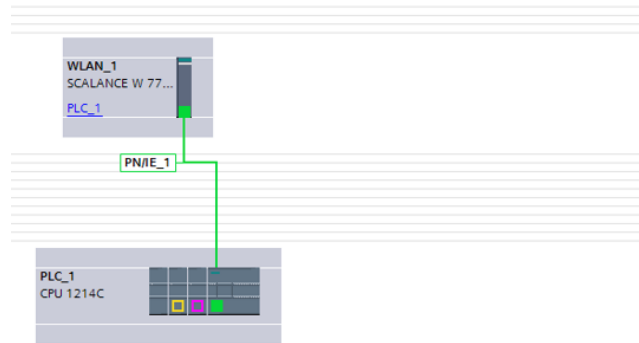 WLAN_1
SCALANCE W 77...
PLC_1
PN/IE_1
PLC_1
CPU 1214C